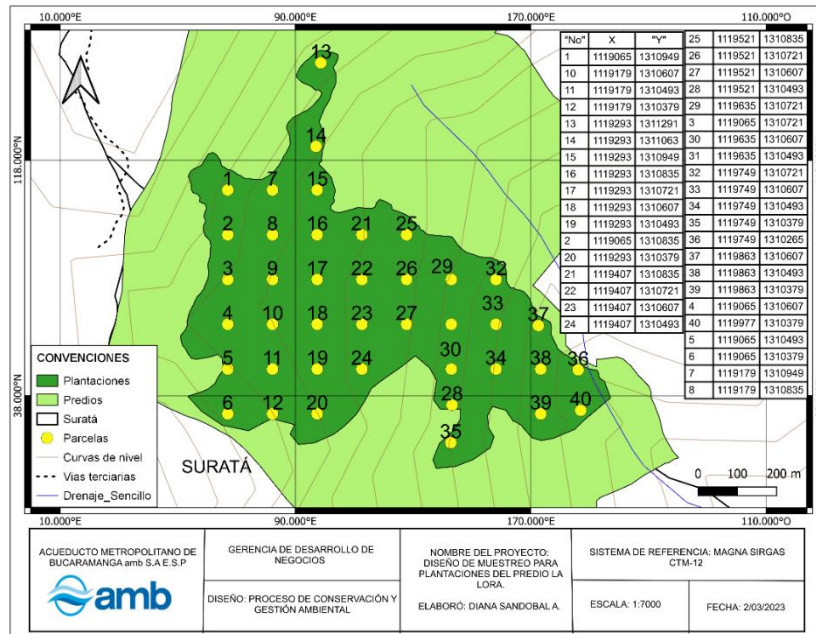 10.000°E 90.000°E 170.000°E 110.000°O
118.000°N
38.000°N
118.000°N
38.000°N
13
14
1 7 15
2 8 16 21 25
3 9 17 22 26 29 32
4 10 18 23 27 33 37
5 11 19 24 30 34 38 36
6 12 20 28 39 40
35
SURATÁ
"No" X "Y"
1 1119065 1310949
10 1119179 1310607
11 1119179 1310493
12 1119179 1310379
13 1119293 1311291
14 1119293 1311063
15 1119293 1310949
16 1119293 1310835
17 1119293 1310721
18 1119293 1310607
19 1119293 1310493
2 1119065 1310835
20 1119293 1310379
21 1119407 1310835
22 1119407 1310721
23 1119407 1310607
24 1119407 1310493
25 1119521 1310835
26 1119521 1310721
27 1119521 1310607
28 1119521 1310493
29 1119635 1310721
3 1119065 1310721
30 1119635 1310607
31 1119635 1310493
32 1119749 1310721
33 1119749 1310607
34 1119749 1310493
35 1119749 1310379
36 1119749 1310265
37 1119863 1310607
38 1119863 1310493
39 1119863 1310379
4 1119065 1310607
40 1119977 1310379
5 1119065 1310493
6 1119065 1310379
7 1119179 1310949
8 1119179 1310835
CONVENCIONES
Plantaciones
Predios
Suratá
Parcelas
Curvas de nivel
Vias terciarias
Drenaje_Sencillo
0 100 200 m
10.000°E 90.000°E 170.000°E 110.000°O
ACUEDUCTO METROPOLITANO DE
BUCARAMANGA amb S.A E.S.P
amb
GERENCIA DE DESARROLLO DE
NEGOCIOS
DISEÑO: PROCESO DE CONSERVACIÓN Y
GESTIÓN AMBIENTAL
NOMBRE DEL PROYECTO:
DISEÑO DE MUESTREO PARA
PLANTACIONES DEL PREDIO LA
LORA.
ELABORÓ: DIANA SANDOBAL A.
SISTEMA DE REFERENCIA: MAGNA SIRGAS
CTM-12
ESCALA: 1:7000
FECHA: 2/03/2023